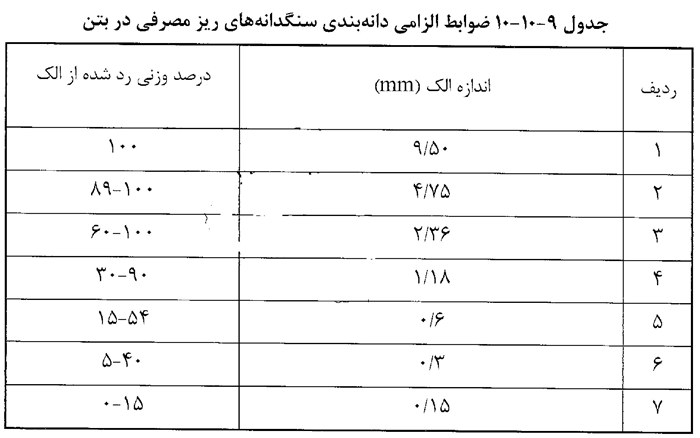 جدول ۹-۱۰-۱۰ ضوابط الزامی دانه‌بندی سنگدانه‌های ریز مصرفی در بتن
ردیف اندازه الک (mm) درصد وزنی رد شده از الک
۱ ۹/۵۰ ۱۰۰
۲ ۴/۷۵ ۸۹-۱۰۰
۳ ۲/۳۶ ۶۰-۱۰۰
۴ ۱/۱۸ ۳۰-۹۰
۵ ۰/۶ ۱۵-۵۴
۶ ۰/۳ ۵-۴۰
۷ ۰/۱۵ ۰-۱۵